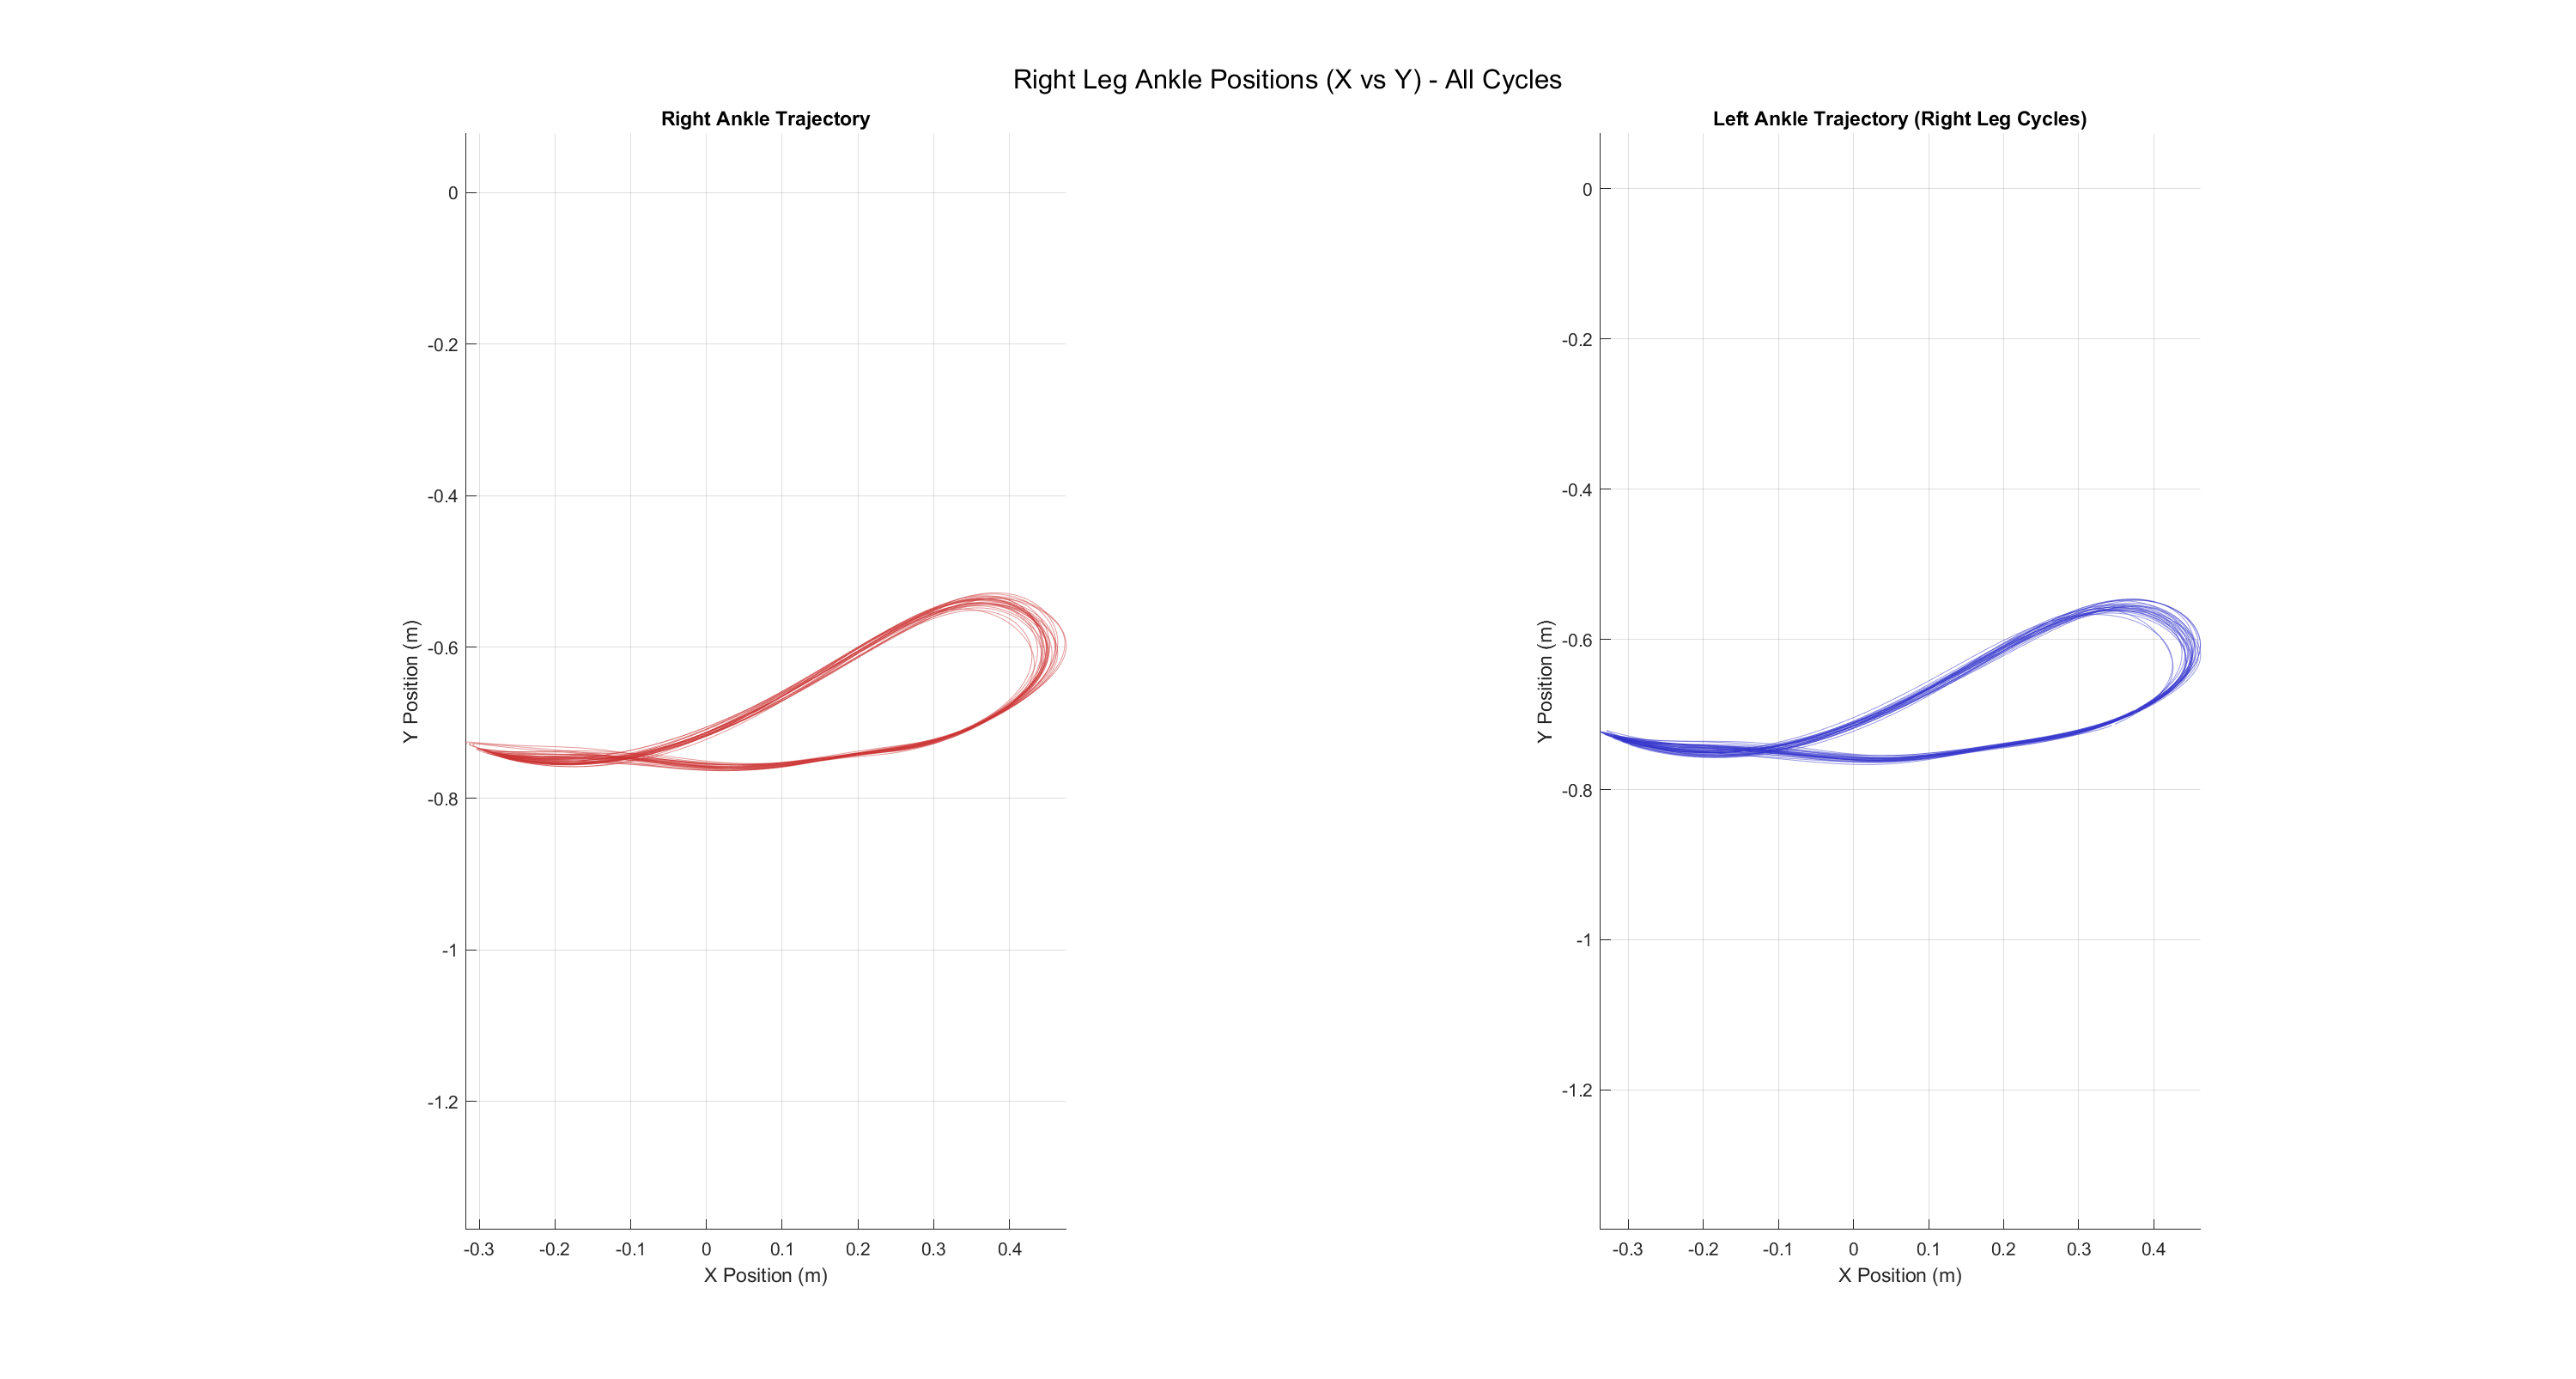 Right Leg Ankle Positions (X vs Y) - All Cycles
Right Ankle Trajectory
0
-0.2
-0.4
-0.6
-0.8
-1
-1.2
Y Position (m)
-0.3 -0.2 -0.1 0 0.1 0.2 0.3 0.4
X Position (m)
Left Ankle Trajectory (Right Leg Cycles)
0
-0.2
-0.4
-0.6
-0.8
-1
-1.2
Y Position (m)
-0.3 -0.2 -0.1 0 0.1 0.2 0.3 0.4
X Position (m)